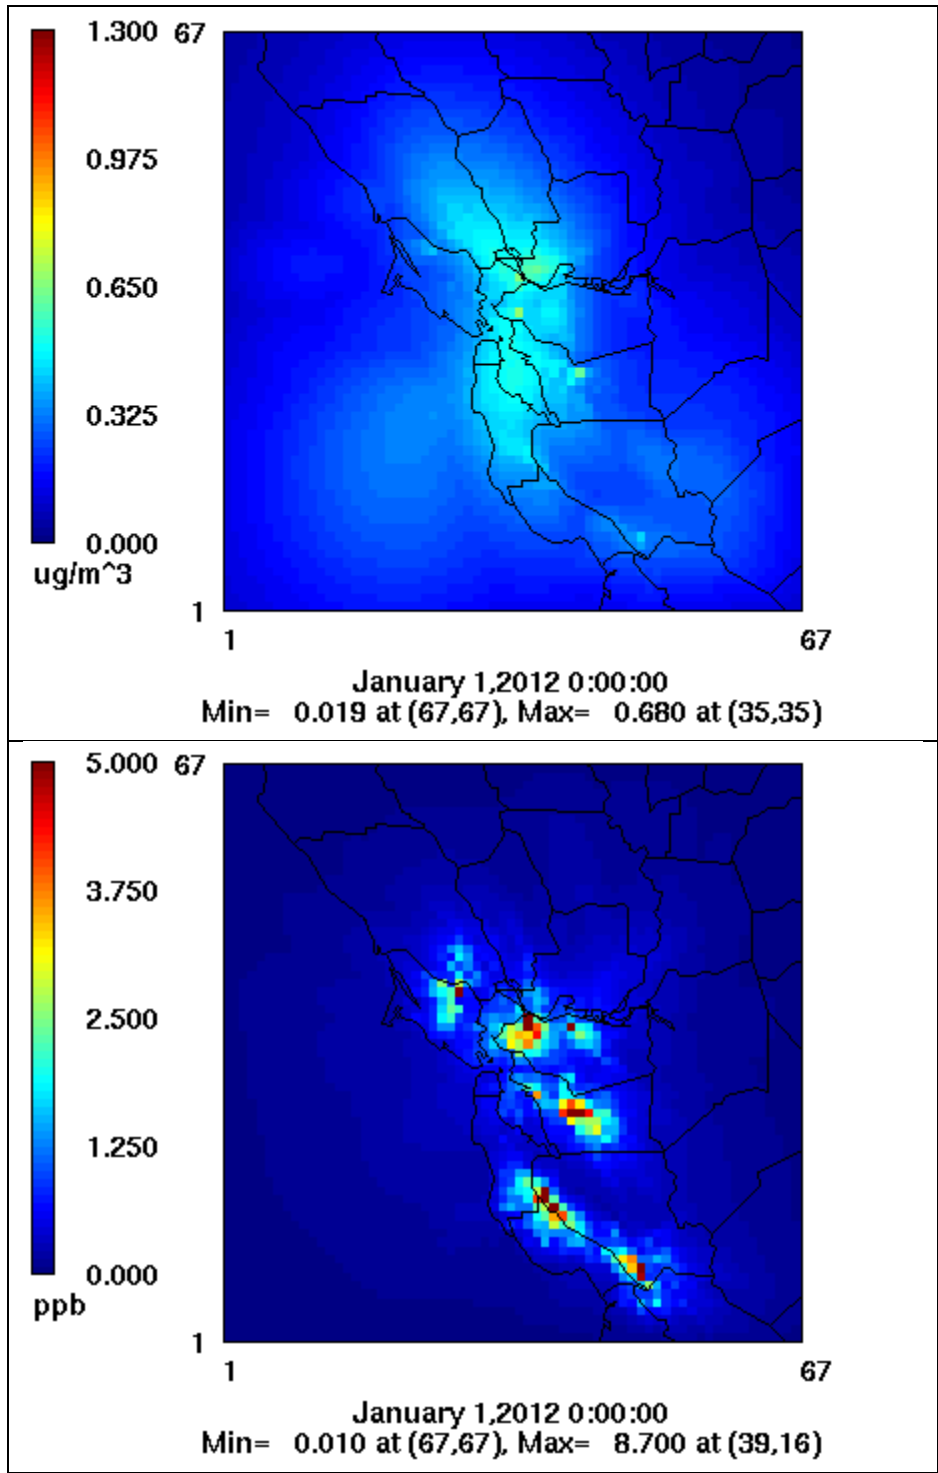 1.300 67
0.975
0.650
0.325
0.000
ug/m^3
1
1 67
January 1,2012 0:00:00
Min= 0.019 at (67,67), Max= 0.680 at (35,35)
5.000 67
3.750
2.500
1.250
0.000
ppb
1
1 67
January 1,2012 0:00:00
Min= 0.010 at (67,67), Max= 8.700 at (39,16)